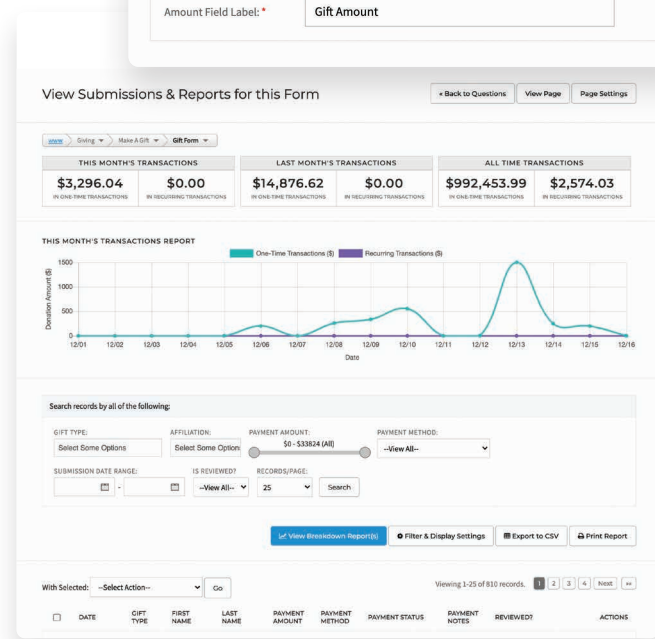 Amount Field Label: * Gift Amount
View Submissions & Reports for this Form « Back to Questions View Page Page Settings
www Giving Make A Gift Gift Form
THIS MONTH'S TRANSACTIONS LAST MONTH'S TRANSACTIONS ALL TIME TRANSACTIONS
$3,296.04 $0.00 $14,876.62 $0.00 $992,453.99 $2,574.03
IN ONE-TIME TRANSACTIONS IN RECURRING TRANSACTIONS IN ONE-TIME TRANSACTIONS IN RECURRING TRANSACTIONS IN ONE-TIME TRANSACTIONS IN RECURRING TRANSACTIONS
THIS MONTH'S TRANSACTIONS REPORT
One-Time Transactions ($) Recurring Transactions ($)
Donation Amount ($)
1500
1000
500
0
12/01 12/02 12/03 12/04 12/05 12/06 12/07 12/08 12/09 12/10 12/11 12/12 12/13 12/14 12/15 12/16
Date
Search records by all of the following:
GIFT TYPE: AFFILIATION: PAYMENT AMOUNT: PAYMENT METHOD:
Select Some Options Select Some Option $0 - $33824 (All) --View All--
SUBMISSION DATE RANGE: IS REVIEWED? RECORDS/PAGE:
- --View All-- 25 Search
View Breakdown Report(s) Filter & Display Settings Export to CSV Print Report
With Selected: --Select Action-- Go Viewing 1-25 of 810 records. 1 2 3 4 Next »»
DATE GIFT TYPE FIRST NAME LAST NAME PAYMENT AMOUNT PAYMENT METHOD PAYMENT STATUS PAYMENT NOTES REVIEWED? ACTIONS